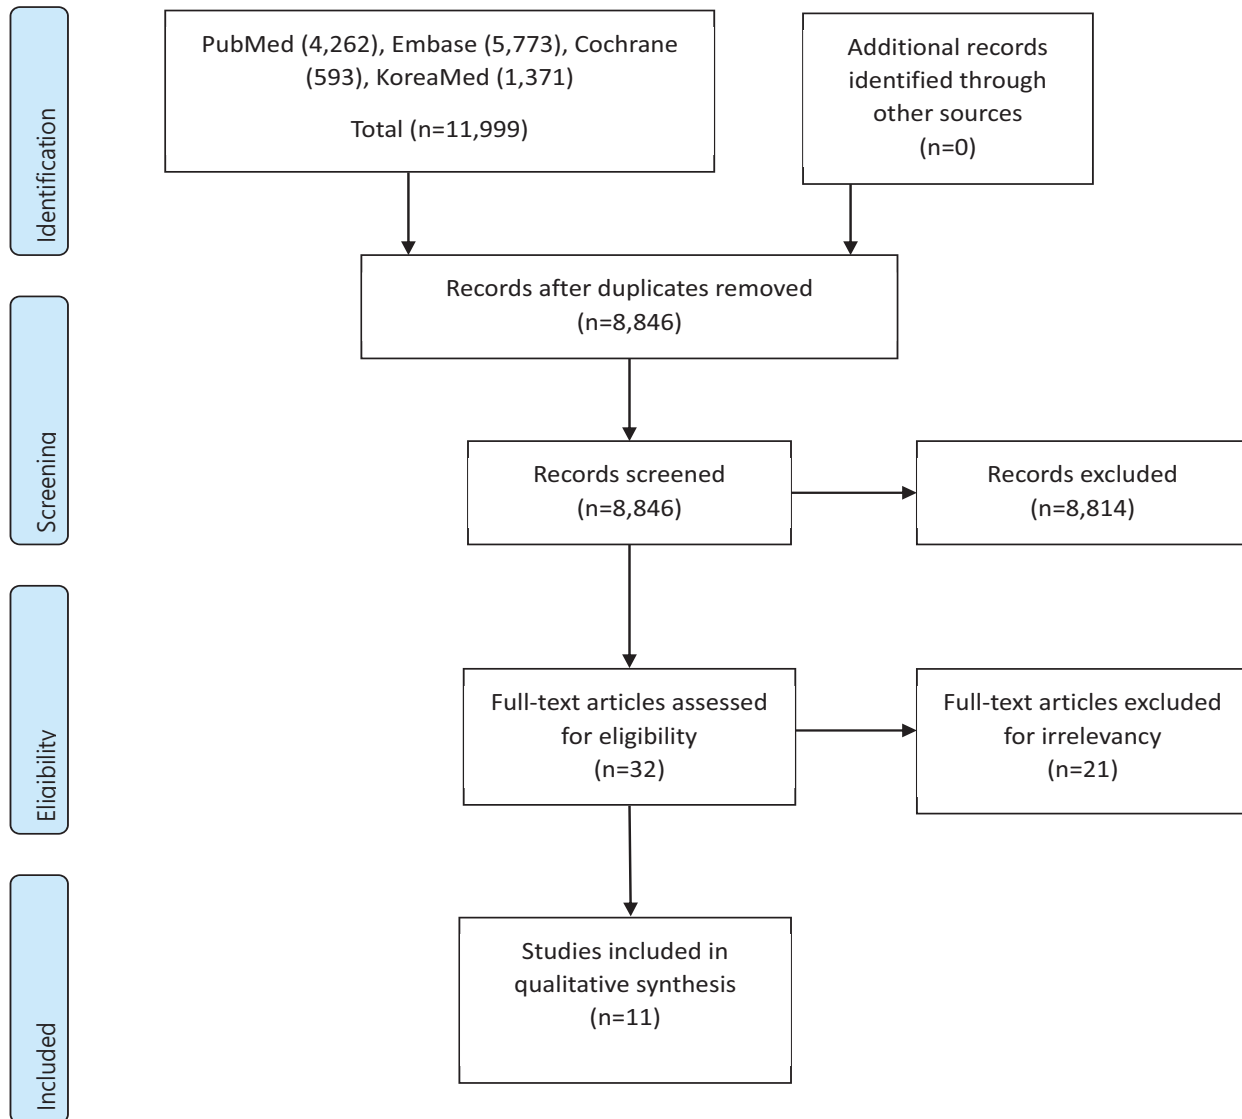 Identification
PubMed (4,262), Embase (5,773), Cochrane
(593), KoreaMed (1,371)
Total (n=11,999)
Additional records
identified through
other sources
(n=0)
Records after duplicates removed
(n=8,846)
Screening
Records screened
(n=8,846)
Records excluded
(n=8,814)
Eligibility
Full-text articles assessed
for eligibility
(n=32)
Full-text articles excluded
for irrelevancy
(n=21)
Included
Studies included in
qualitative synthesis
(n=11)